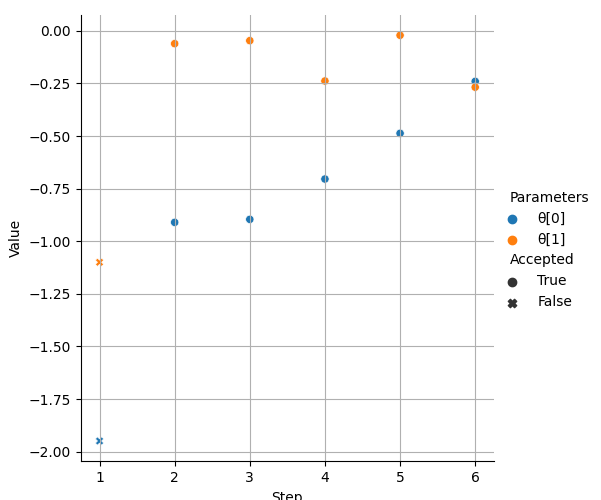 0.00
−0.25
−0.50
−0.75
−1.00
−1.25
−1.50
−1.75
−2.00
Value
1 2 3 4 5 6
Step
Parameters
θ[0]
θ[1]
Accepted
True
False